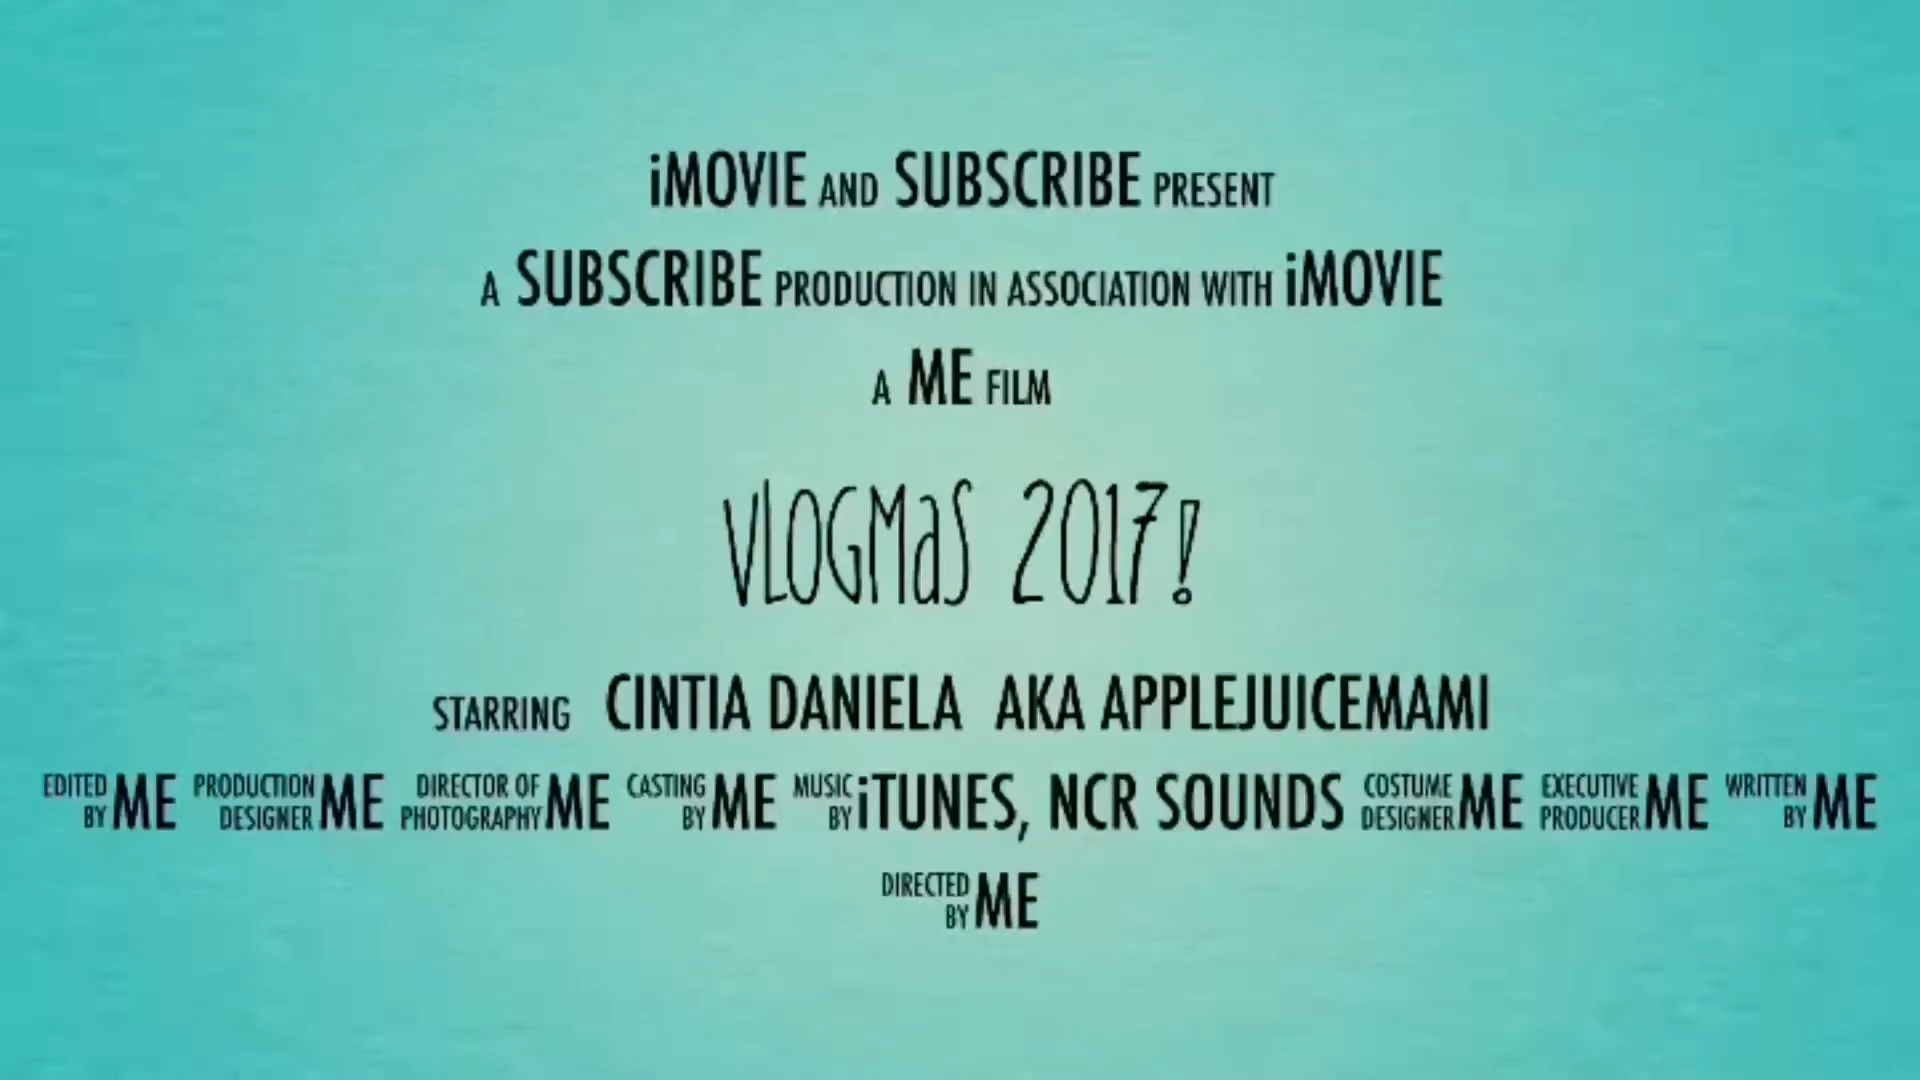 iMOVIE AND SUBSCRIBE PRESENT
A SUBSCRIBE PRODUCTION IN ASSOCIATION WITH iMOVIE
A ME FILM
VLOGMaS 2017!
STARRING CINTIA DANIELA AKA APPLEJUICEMAMI
EDITED BY ME PRODUCTION DESIGNER ME DIRECTOR OF PHOTOGRAPHY ME CASTING BY ME MUSIC BY iTUNES, NCR SOUNDS COSTUME DESIGNER ME EXECUTIVE PRODUCER ME WRITTEN BY ME
DIRECTED BY ME